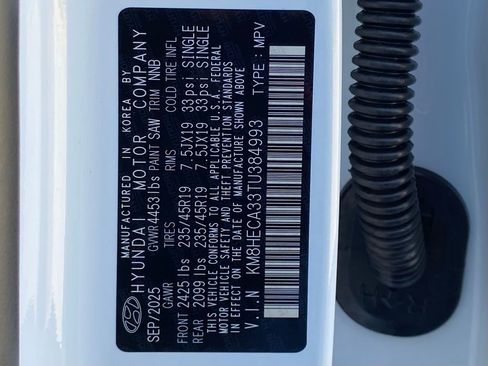 MANUFACTURED IN KOREA BY
HYUNDAI MOTOR COMPANY
SEP/2025 GVWR 4453 lbs PAINT SAW TRIM NNB
GAWR TIRES RIMS COLD TIRE INFL
FRONT 2425 lbs 235/45R19 7.5JX19 33psi SINGLE
REAR 2099 lbs 235/45R19 7.5JX19 33psi SINGLE
THIS VEHICLE CONFORMS TO ALL APPLICABLE U.S.A. FEDERAL
MOTOR VEHICLE SAFETY AND THEFT PREVENTION STANDARDS
IN EFFECT ON THE DATE OF MANUFACTURE SHOWN ABOVE
V.I.N KM8HECA33TU384993 TYPE : MPV